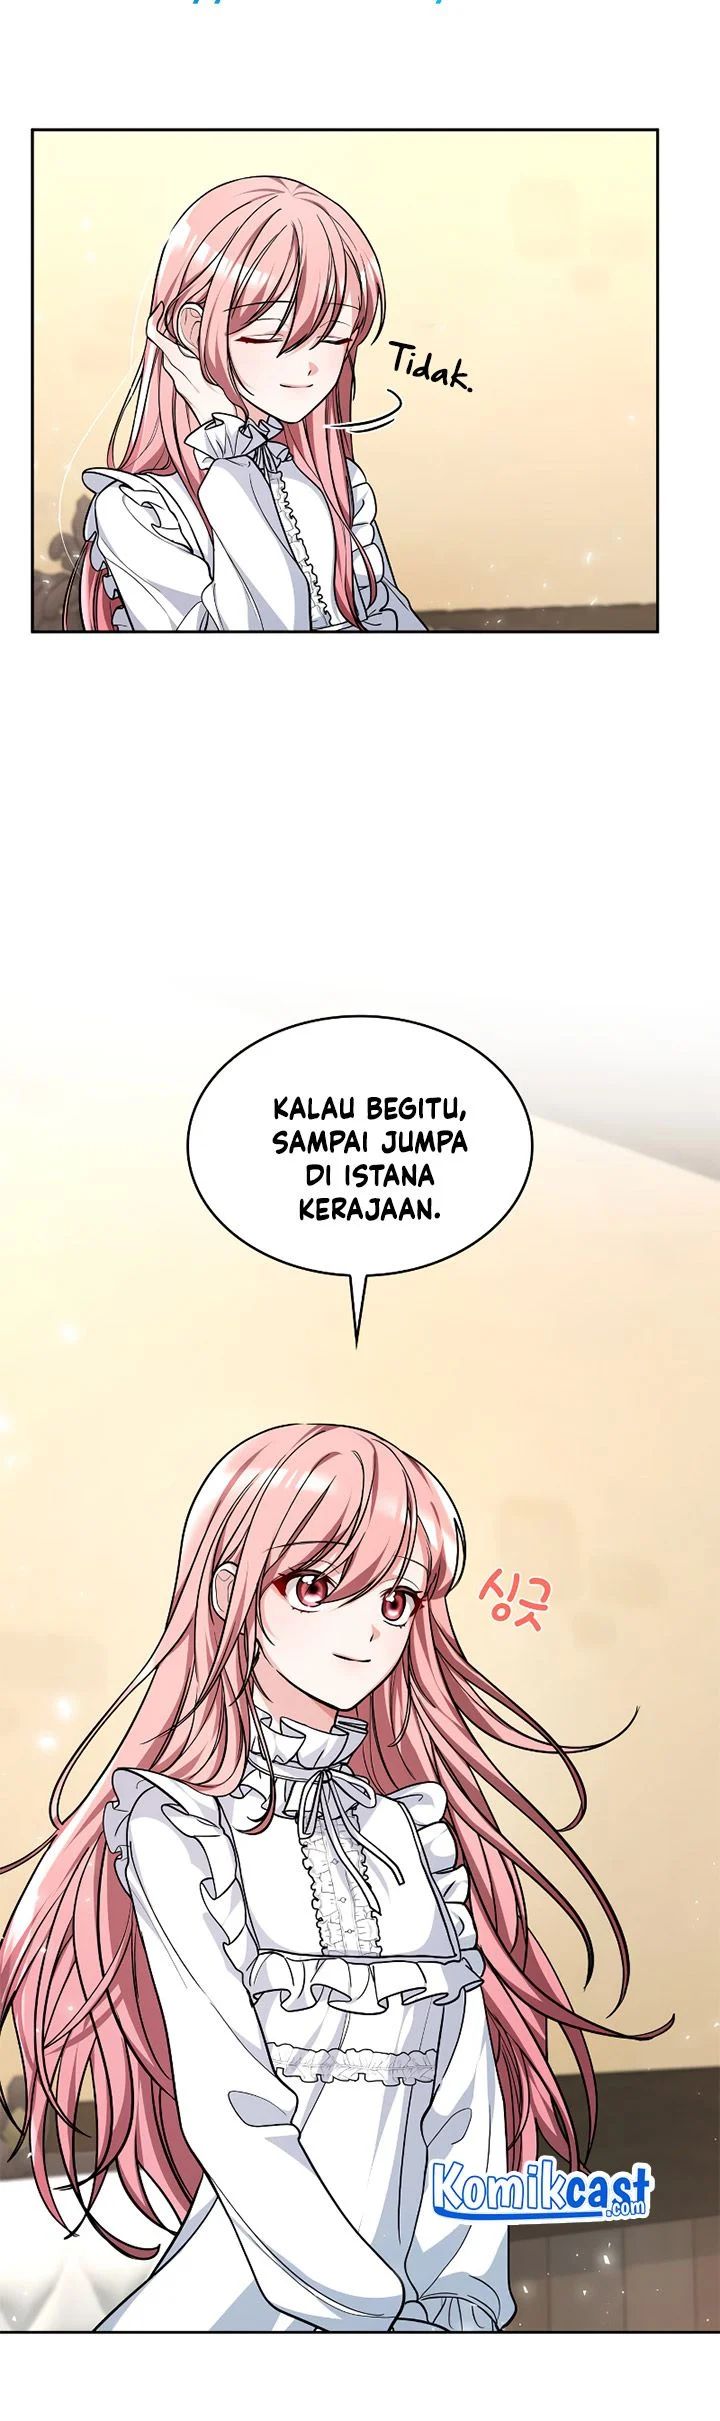 Tidak.
KALAU BEGITU,
SAMPAI JUMPA
DI ISTANA
KERAJAAN.
싱긋
Komikcast
.com